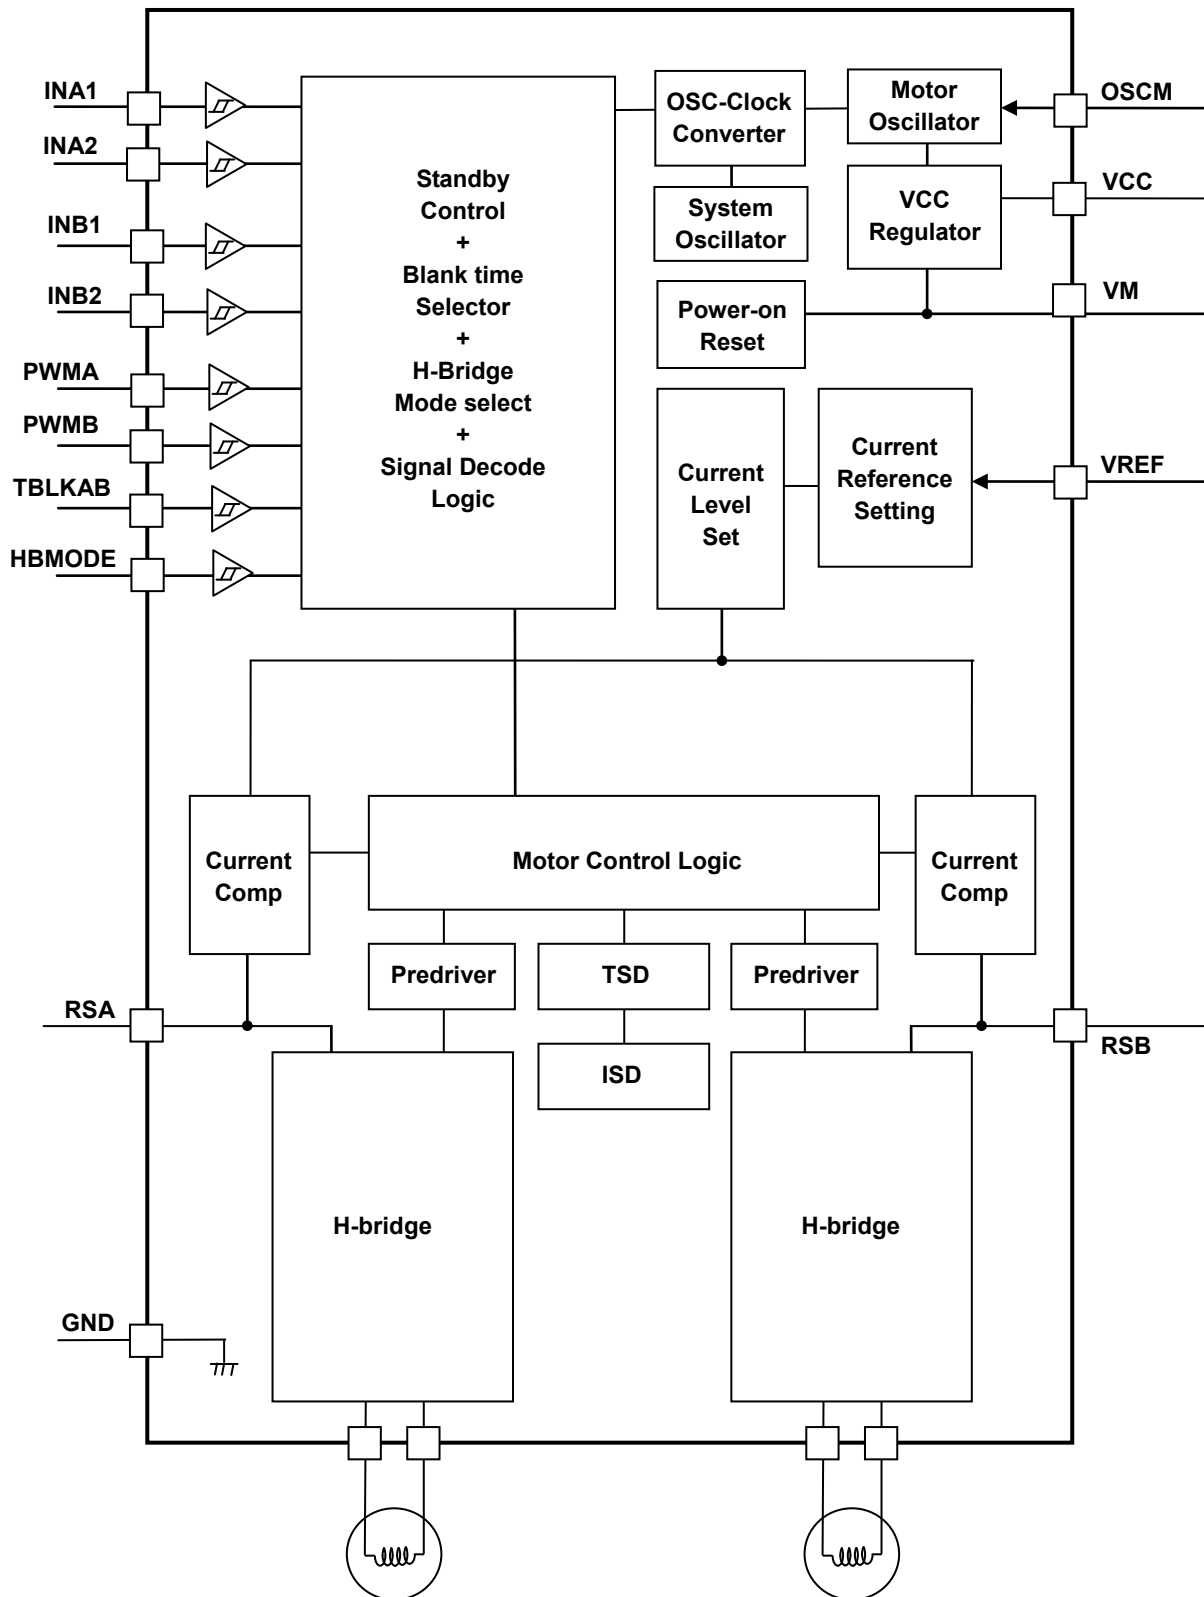 INA1
INA2
INB1
INB2
PWMA
PWMB
TBLKAB
HBMODE
Standby
Control
+
Blank time
Selector
+
H-Bridge
Mode select
+
Signal Decode
Logic
OSC-Clock
Converter
Motor
Oscillator
OSCM
System
Oscillator
VCC
Regulator
VCC
Power-on
Reset
VM
Current
Level
Set
Current
Reference
Setting
VREF
Current
Comp
Motor Control Logic
Current
Comp
Predriver
TSD
Predriver
RSA
ISD
RSB
H-bridge
H-bridge
GND